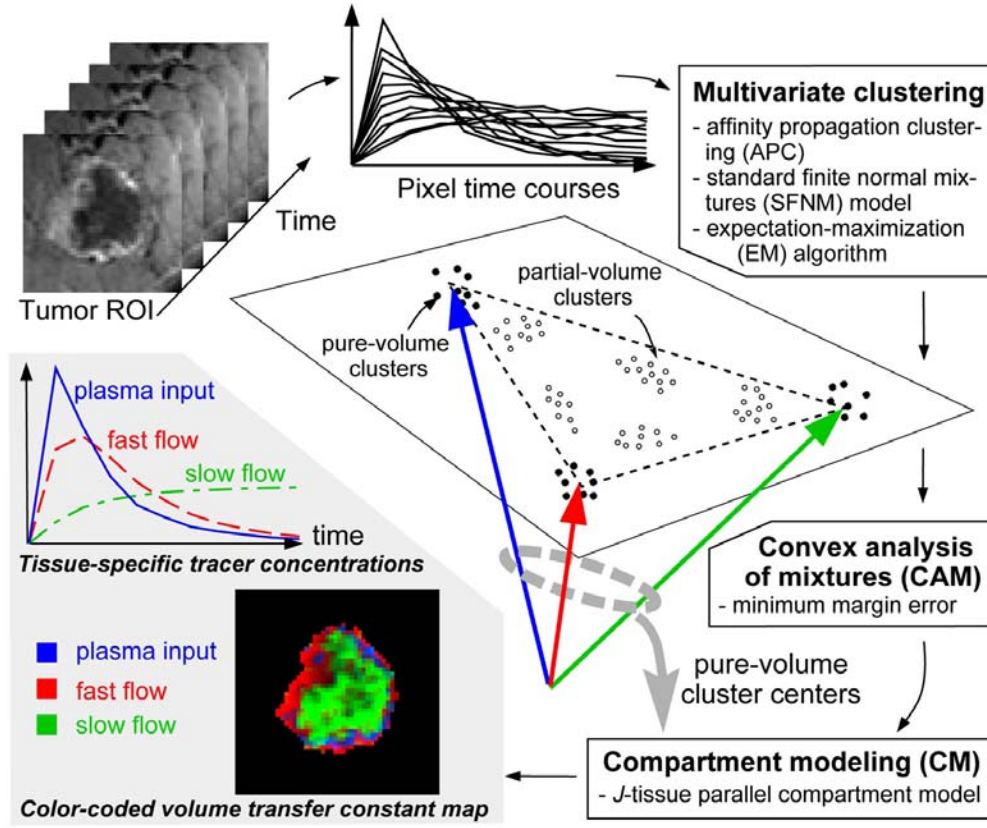 Tumor ROI
Time
Pixel time courses
Multivariate clustering
- affinity propagation cluster-
ing (APC)
- standard finite normal mix-
tures (SFNM) model
- expectation-maximization
(EM) algorithm
partial-volume
clusters
pure-volume
clusters
plasma input
fast flow
slow flow
time
Tissue-specific tracer concentrations
Convex analysis
of mixtures (CAM)
- minimum margin error
pure-volume
cluster centers
plasma input
fast flow
slow flow
Color-coded volume transfer constant map
Compartment modeling (CM)
- J-tissue parallel compartment model